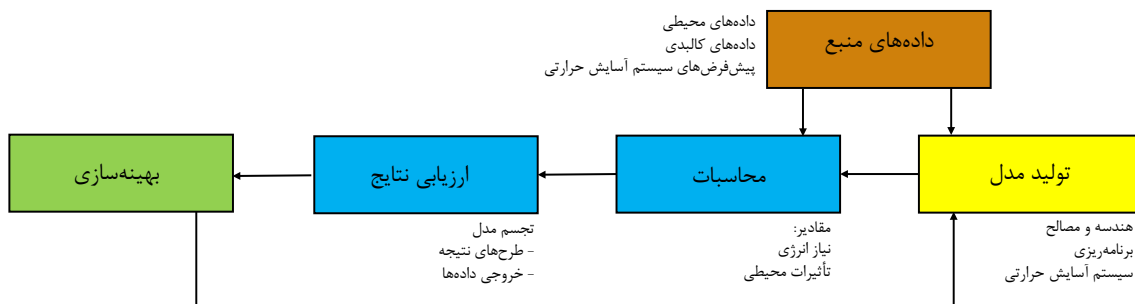 داده‌های منبع
داده‌های محیطی
داده‌های کالبدی
پیش‌فرض‌های سیستم آسایش حرارتی
تولید مدل
محاسبات
ارزیابی نتایج
بهینه‌سازی
هندسه و مصالح
برنامه‌ریزی
سیستم آسایش حرارتی
مقادیر:
نیاز انرژی
تأثیرات محیطی
تجسم مدل
- طرح‌های نتیجه
- خروجی داده‌ها